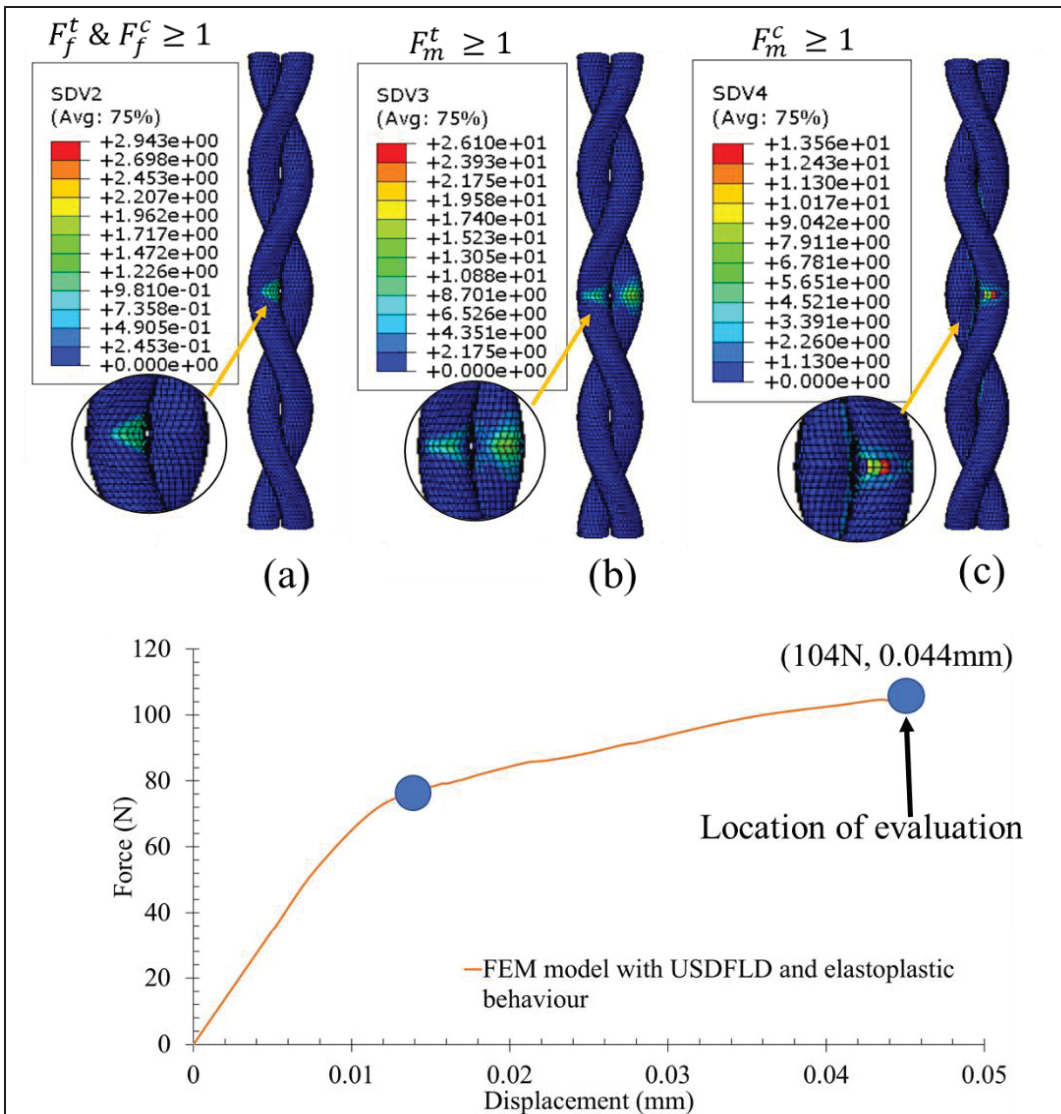 F_f^t & F_f^c ≥ 1
SDV2
(Avg: 75%)
+2.943e+00
+2.698e+00
+2.453e+00
+2.207e+00
+1.962e+00
+1.717e+00
+1.472e+00
+1.226e+00
+9.810e-01
+7.358e-01
+4.905e-01
+2.453e-01
+0.000e+00
(a)
F_m^t ≥ 1
SDV3
(Avg: 75%)
+2.610e+01
+2.393e+01
+2.175e+01
+1.958e+01
+1.740e+01
+1.523e+01
+1.305e+01
+1.088e+01
+8.701e+00
+6.526e+00
+4.351e+00
+2.175e+00
+0.000e+00
(b)
F_m^c ≥ 1
SDV4
(Avg: 75%)
+1.356e+01
+1.243e+01
+1.130e+01
+1.017e+01
+9.042e+00
+7.911e+00
+6.781e+00
+5.651e+00
+4.521e+00
+3.391e+00
+2.260e+00
+1.130e+00
+0.000e+00
(c)
120
100
80
60
40
20
0
Force (N)
(104N, 0.044mm)
Location of evaluation
FEM model with USDFLD and elastoplastic
behaviour
0 0.01 0.02 0.03 0.04 0.05
Displacement (mm)